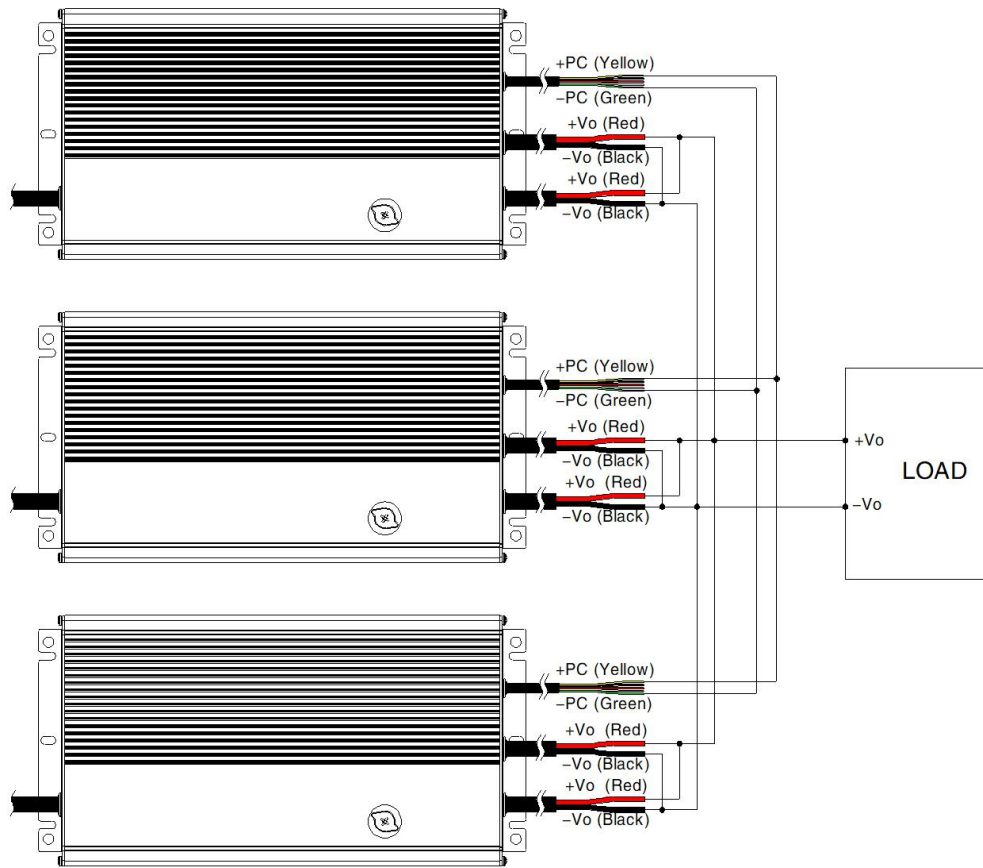 +PC (Yellow)
−PC (Green)
+Vo (Red)
−Vo (Black)
+Vo (Red)
−Vo (Black)
+PC (Yellow)
−PC (Green)
+Vo (Red)
−Vo (Black)
+Vo (Red)
−Vo (Black)
+Vo
LOAD
−Vo
+PC (Yellow)
−PC (Green)
+Vo (Red)
−Vo (Black)
+Vo (Red)
−Vo (Black)